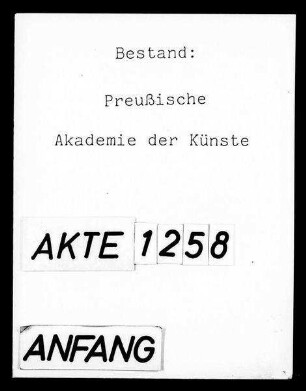 Bestand:
Preußische
Akademie der Künste
AKTE 1258
ANFANG